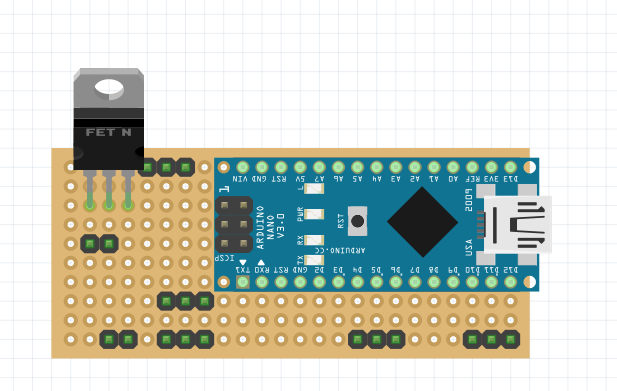 FET N
VIN GND RST 5V A7 A6 A5 A4 A3 A2 A1 A0 REF 3V3 D13
L
PWR
RX
TX
RST
ARDUINO
NANO
V3.0
ARDUINO.CC
ICSP
1
USA
TX1 RX0 RST GND D2 D3 D4 D5 D6 D7 D8 D9 D10 D11 D12